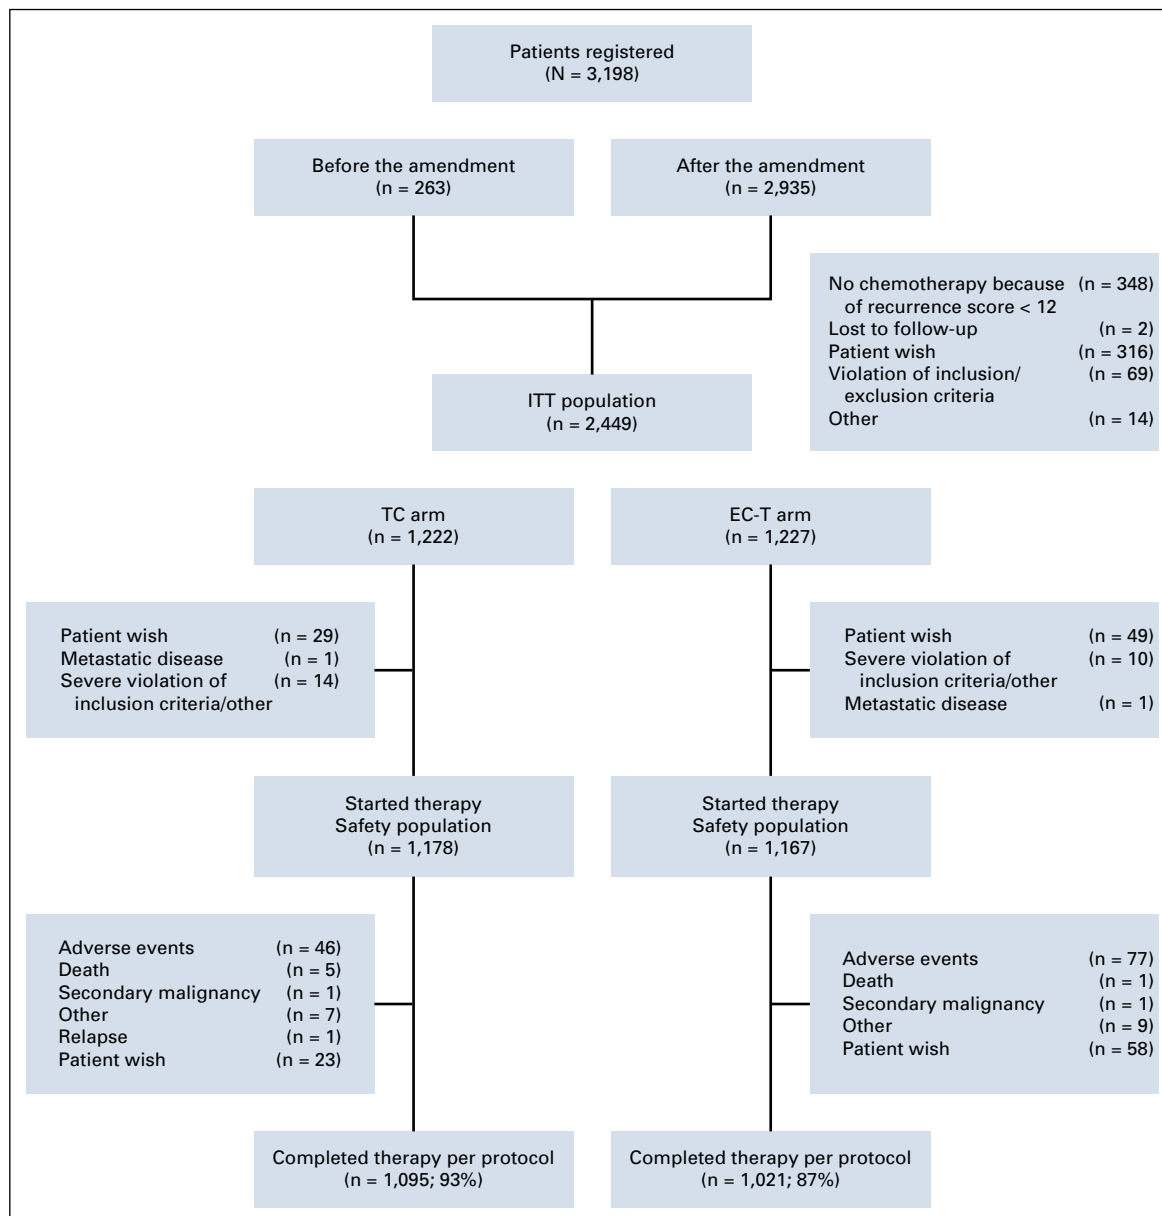 Patients registered
(N = 3,198)
Before the amendment
(n = 263)
After the amendment
(n = 2,935)
No chemotherapy because (n = 348)
of recurrence score < 12
Lost to follow-up (n = 2)
Patient wish (n = 316)
Violation of inclusion/ (n = 69)
exclusion criteria
Other (n = 14)
ITT population
(n = 2,449)
TC arm
(n = 1,222)
EC-T arm
(n = 1,227)
Patient wish (n = 29)
Metastatic disease (n = 1)
Severe violation of (n = 14)
inclusion criteria/other
Patient wish (n = 49)
Severe violation of (n = 10)
inclusion criteria/other
Metastatic disease (n = 1)
Started therapy
Safety population
(n = 1,178)
Started therapy
Safety population
(n = 1,167)
Adverse events (n = 46)
Death (n = 5)
Secondary malignancy (n = 1)
Other (n = 7)
Relapse (n = 1)
Patient wish (n = 23)
Adverse events (n = 77)
Death (n = 1)
Secondary malignancy (n = 1)
Other (n = 9)
Patient wish (n = 58)
Completed therapy per protocol
(n = 1,095; 93%)
Completed therapy per protocol
(n = 1,021; 87%)